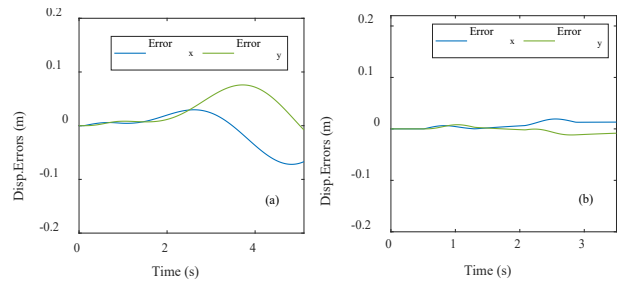 0.2
0.1
0
-0.1
-0.2
Disp.Errors (m)
Error x Error y
(a)
0 2 4
Time (s)
0.2
0.1
0
-0.1
-0.2
Disp.Errors (m)
Error x Error y
(b)
0 1 2 3
Time (s)